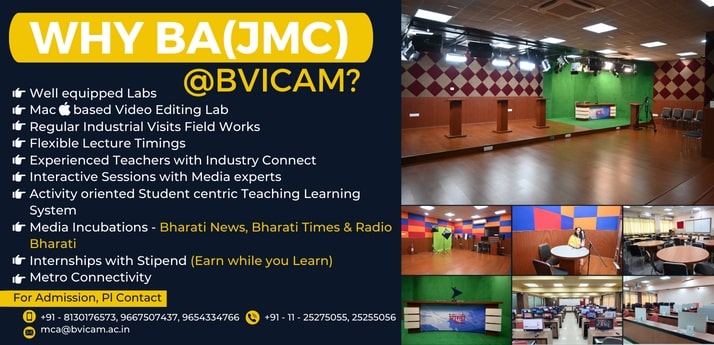 WHY BA(JMC)
@BVICAM?
Well equipped Labs
Mac based Video Editing Lab
Regular Industrial Visits Field Works
Flexible Lecture Timings
Experienced Teachers with Industry Connect
Interactive Sessions with Media experts
Activity oriented Student centric Teaching Learning
System
Media Incubations - Bharati News, Bharati Times & Radio
Bharati
Internships with Stipend (Earn while you Learn)
Metro Connectivity
For Admission, Pl Contact
+91 - 8130176573, 9667507437, 9654334766
+91 - 11 - 25275055, 25255056
mca@bvicam.ac.in